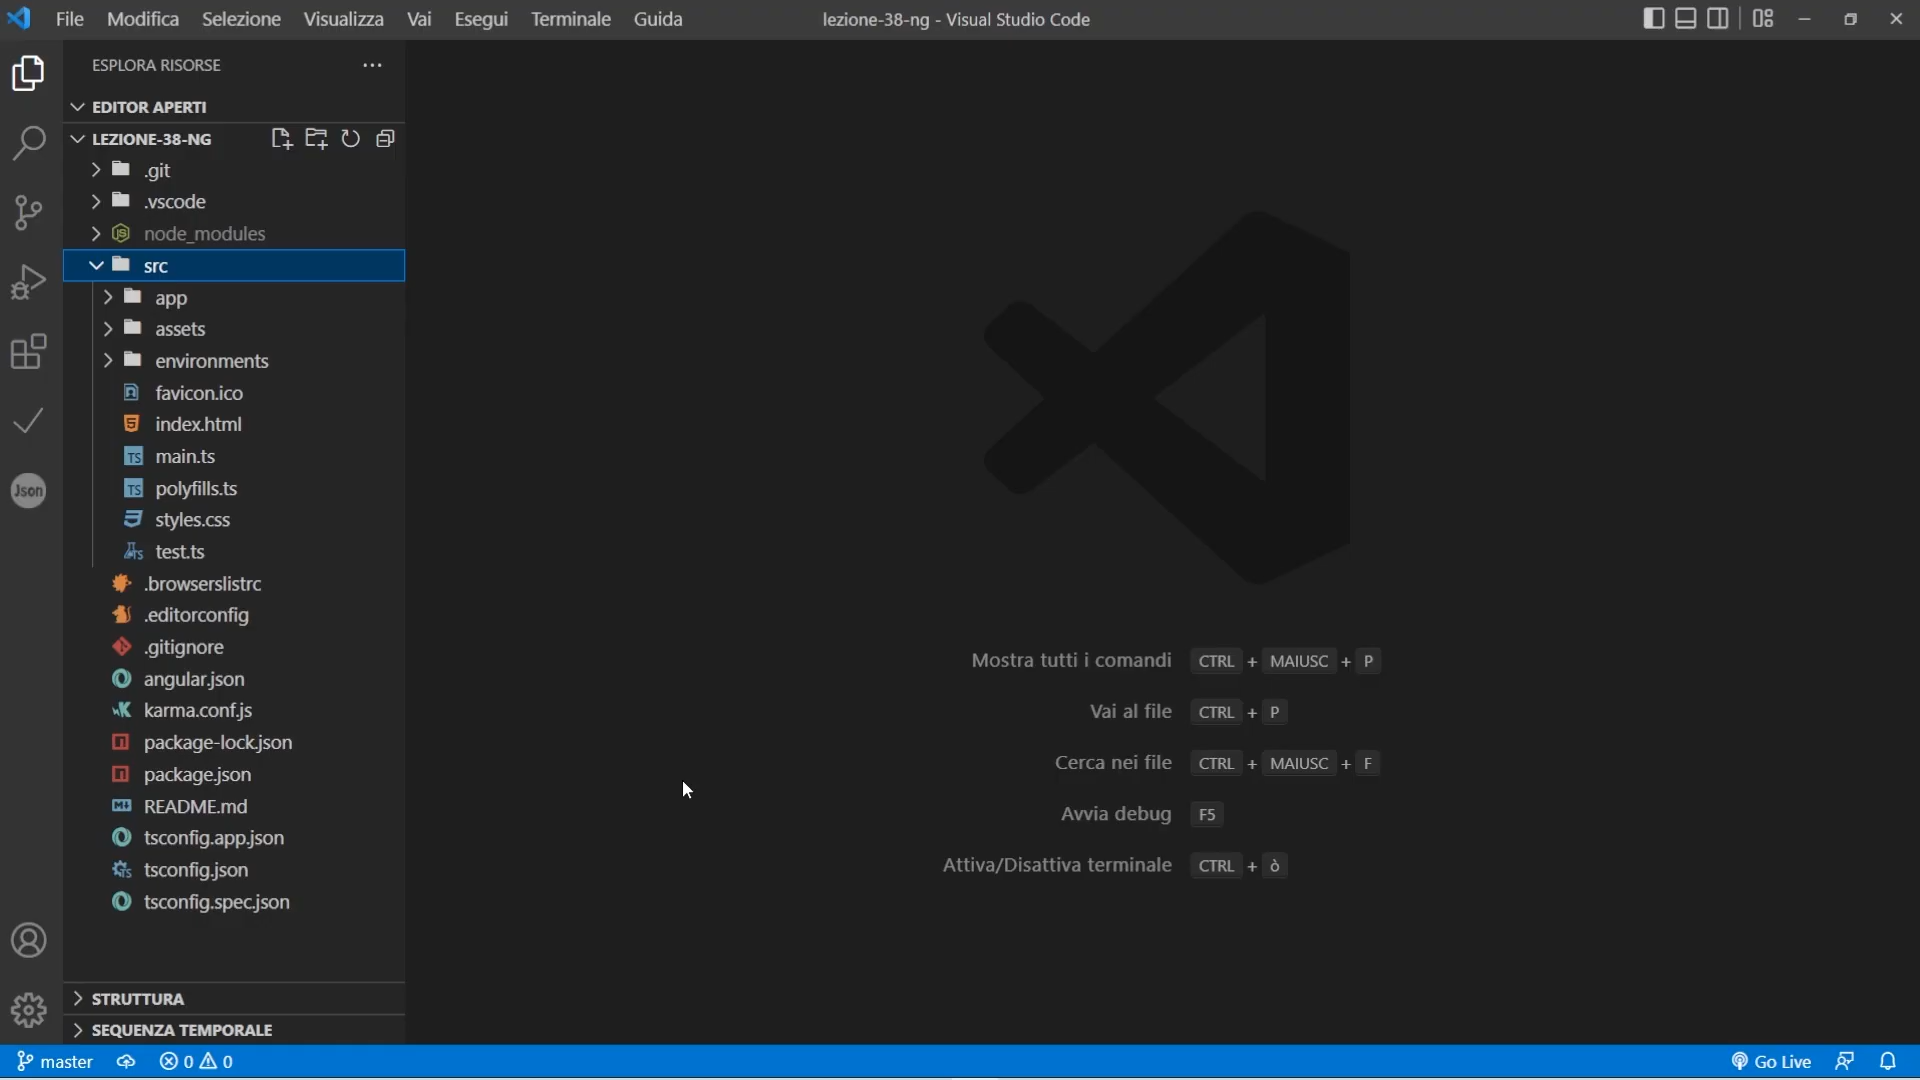 File Modifica Selezione Visualizza Vai Esegui Terminale Guida
lezione-38-ng - Visual Studio Code
ESPLORA RISORSE
EDITOR APERTI
LEZIONE-38-NG
.git
.vscode
node_modules
src
app
assets
environments
favicon.ico
index.html
main.ts
polyfills.ts
styles.css
test.ts
.browserslistrc
.editorconfig
.gitignore
angular.json
karma.conf.js
package-lock.json
package.json
README.md
tsconfig.app.json
tsconfig.json
tsconfig.spec.json
STRUTTURA
SEQUENZA TEMPORALE
Json
Mostra tutti i comandi CTRL + MAIUSC + P
Vai al file CTRL + P
Cerca nei file CTRL + MAIUSC + F
Avvia debug F5
Attiva/Disattiva terminale CTRL + ò
master 0 0 Go Live